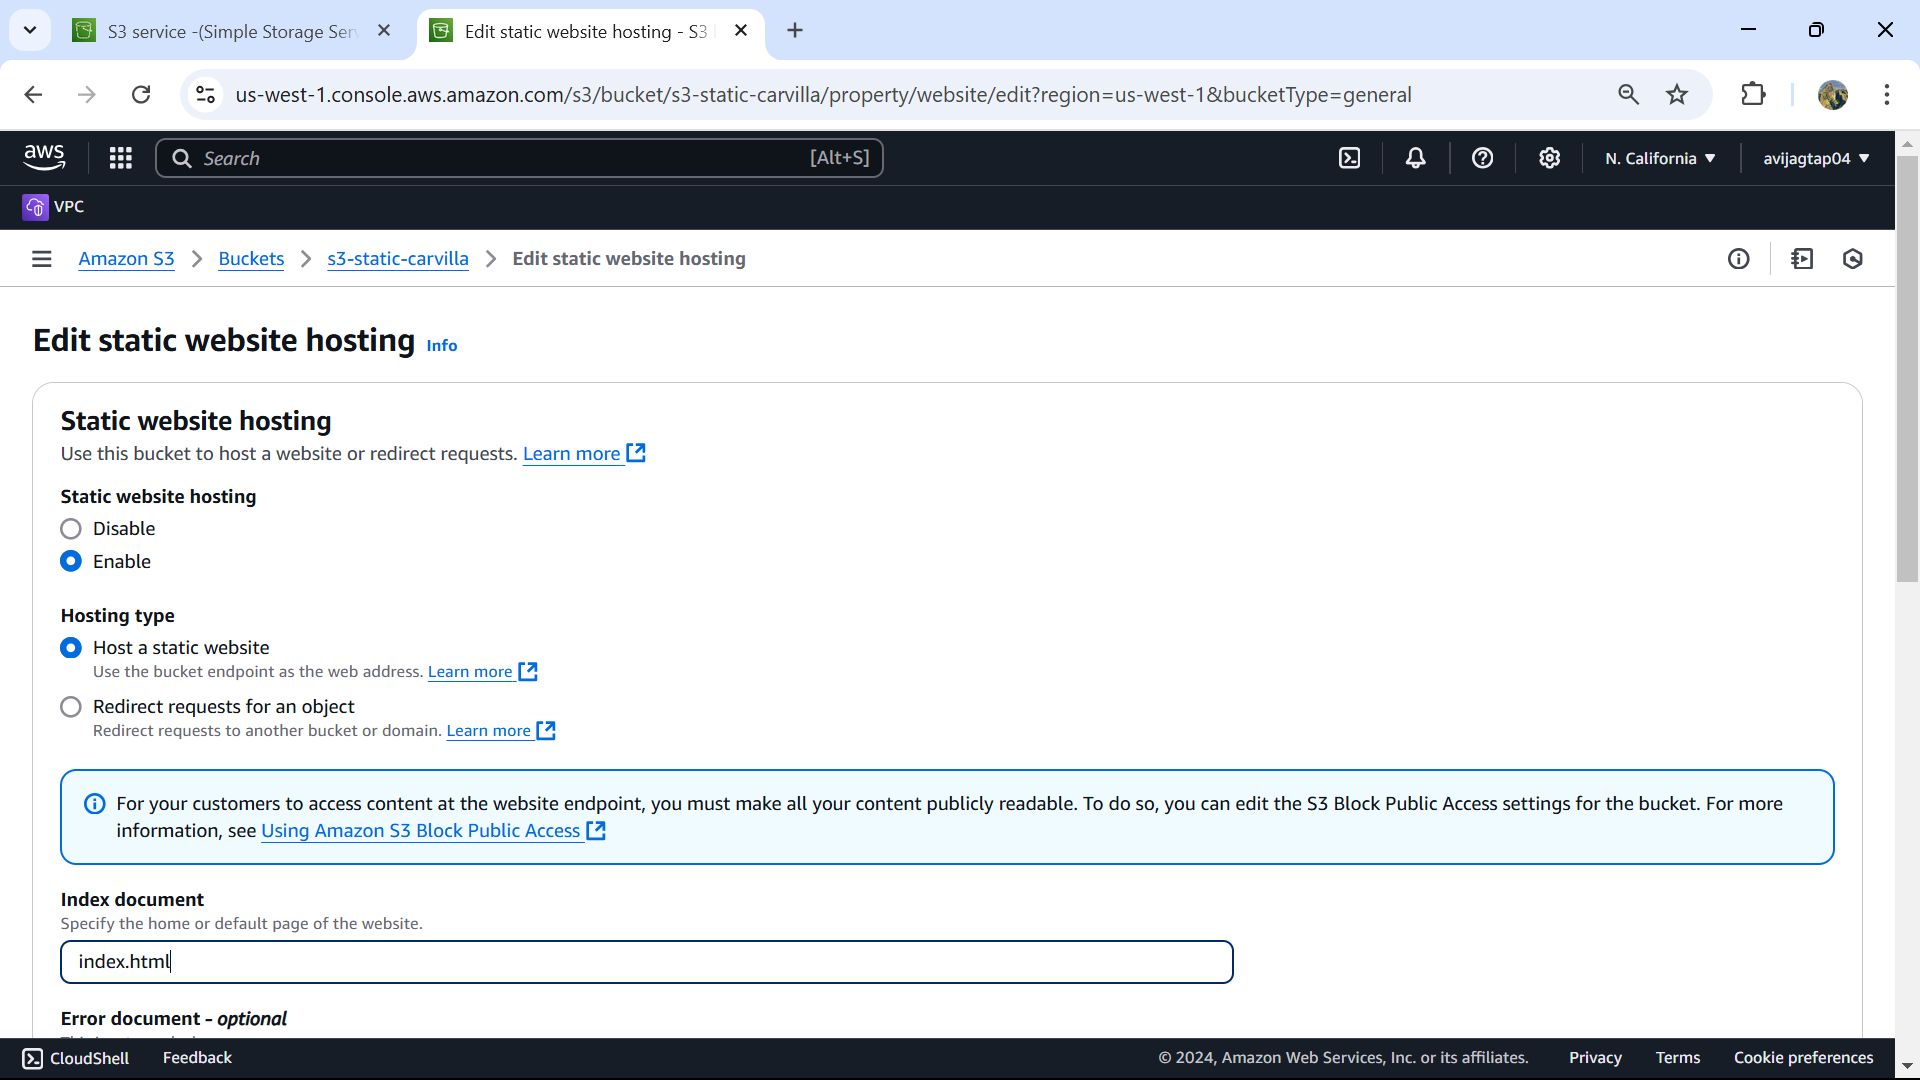 S3 service -(Simple Storage Ser
Edit static website hosting - S3
us-west-1.console.aws.amazon.com/s3/bucket/s3-static-carvilla/property/website/edit?region=us-west-1&bucketType=general
aws
Search
[Alt+S]
N. California
avijagtap04
VPC
Amazon S3
Buckets
s3-static-carvilla
Edit static website hosting
Edit static website hosting Info
Static website hosting
Use this bucket to host a website or redirect requests. Learn more
Static website hosting
Disable
Enable
Hosting type
Host a static website
Use the bucket endpoint as the web address. Learn more
Redirect requests for an object
Redirect requests to another bucket or domain. Learn more
For your customers to access content at the website endpoint, you must make all your content publicly readable. To do so, you can edit the S3 Block Public Access settings for the bucket. For more
information, see Using Amazon S3 Block Public Access
Index document
Specify the home or default page of the website.
index.html
Error document - optional
CloudShell
Feedback
© 2024, Amazon Web Services, Inc. or its affiliates.
Privacy
Terms
Cookie preferences